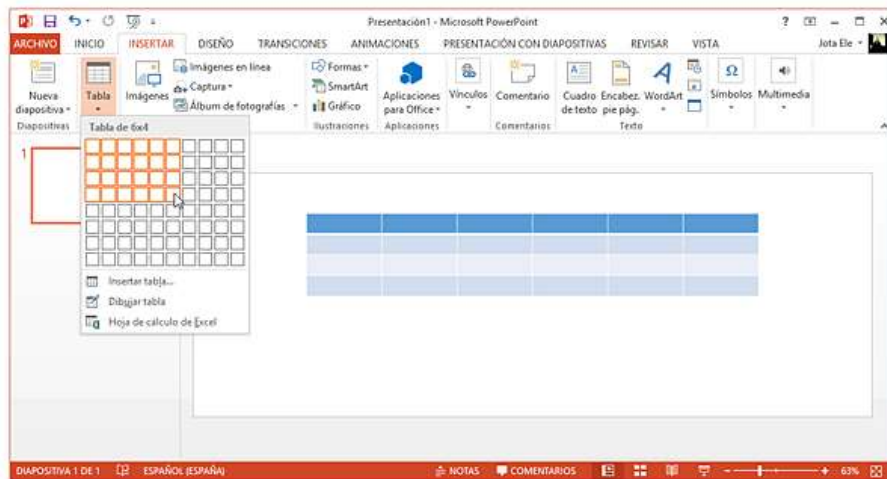 Presentación1 - Microsoft PowerPoint
ARCHIVO INICIO INSERTAR DISEÑO TRANSICIONES ANIMACIONES PRESENTACIÓN CON DIAPOSITIVAS REVISAR VISTA Jota Ele
Nueva diapositiva
Tabla
Imágenes
Imágenes en línea
Captura
Álbum de fotografías
Formas
SmartArt
Gráfico
Aplicaciones para Office
Vínculos
Comentario
Cuadro de texto
Encabez. pie pág.
WordArt
Símbolos
Multimedia
Diapositivas
Ilustraciones
Aplicaciones
Comentarios
Texto
Tabla de 6x4
1
Insertar tabla...
Dibujar tabla
Hoja de cálculo de Excel
DIAPOSITIVA 1 DE 1 ESPAÑOL (ESPAÑA) NOTAS COMENTARIOS 63%